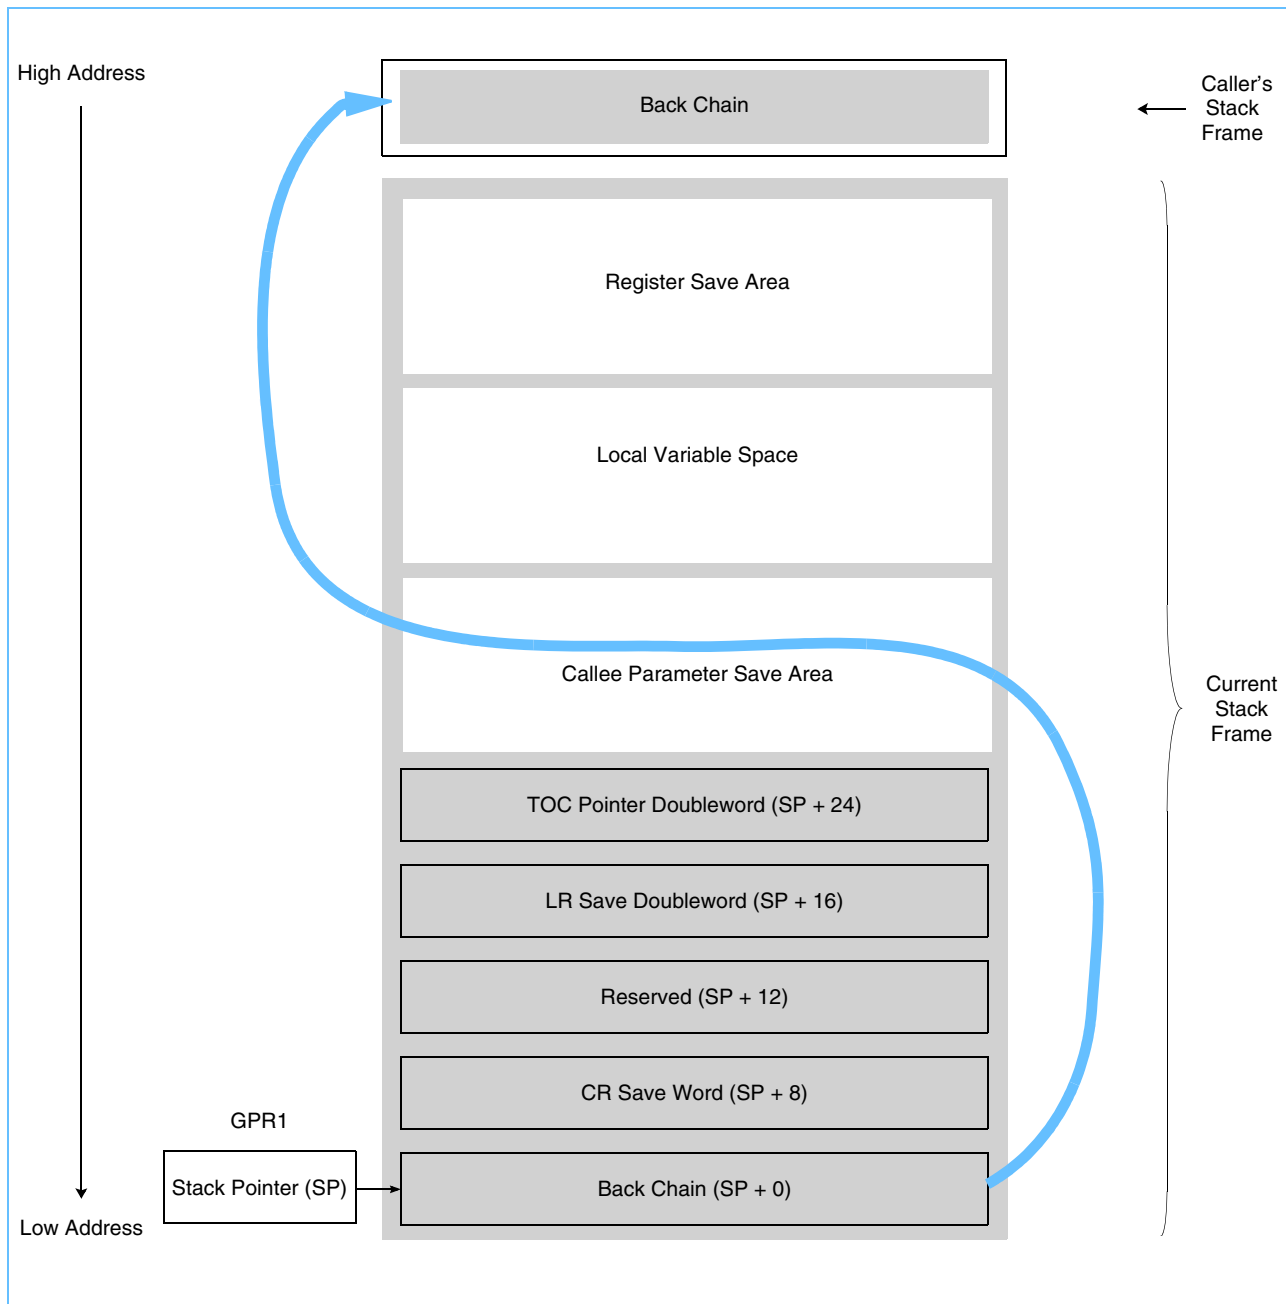 High Address
Back Chain
Caller's
Stack
Frame
Register Save Area
Local Variable Space
Callee Parameter Save Area
Current
Stack
Frame
TOC Pointer Doubleword (SP + 24)
LR Save Doubleword (SP + 16)
Reserved (SP + 12)
CR Save Word (SP + 8)
GPR1
Stack Pointer (SP)
Back Chain (SP + 0)
Low Address